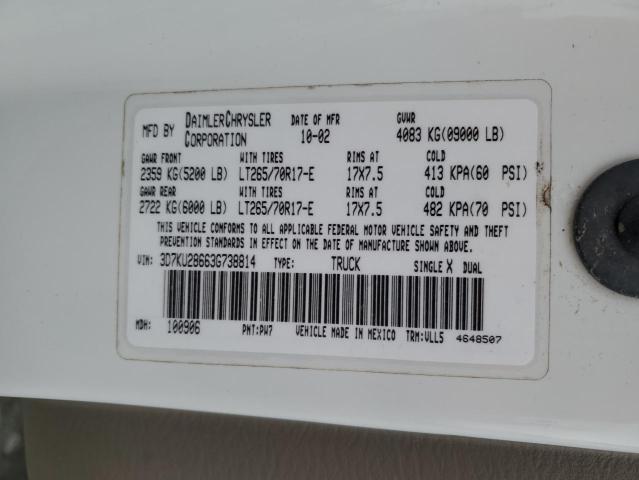 MFD BY DAIMLERCHRYSLER CORPORATION DATE OF MFR 10-02 GVWR 4083 KG(09000 LB)
GAWR FRONT WITH TIRES RIMS AT COLD
2359 KG(5200 LB) LT265/70R17-E 17X7.5 413 KPA(60 PSI)
GAWR REAR WITH TIRES RIMS AT COLD
2722 KG(6000 LB) LT265/70R17-E 17X7.5 482 KPA(70 PSI)
THIS VEHICLE CONFORMS TO ALL APPLICABLE FEDERAL MOTOR VEHICLE SAFETY AND THEFT
PREVENTION STANDARDS IN EFFECT ON THE DATE OF MANUFACTURE SHOWN ABOVE.
VIN: 3D7KU28663G738814 TYPE: TRUCK SINGLE X DUAL
MDH: 100906 PNT:PW7 VEHICLE MADE IN MEXICO TRM:VLL5 4648507